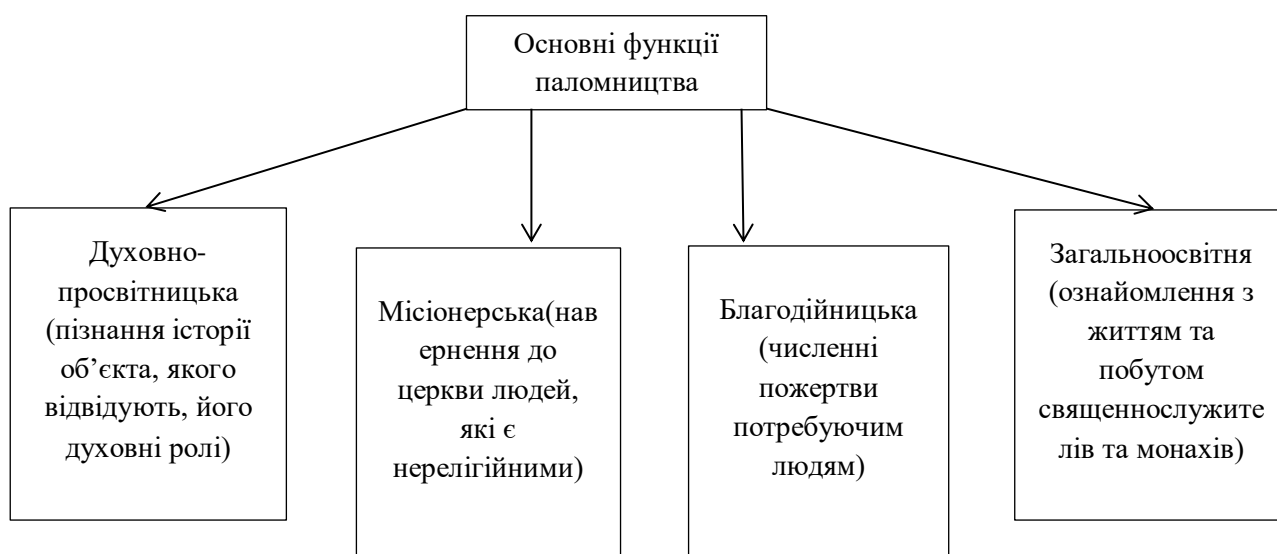 Основні функції
паломництва
Духовно-
просвітницька
(пізнання історії
об’єкта, якого
відвідують, його
духовні ролі)
Місіонерська(нав
ернення до
церкви людей,
які є
нерелігійними)
Благодійницька
(численні
пожертви
потребуючим
людям)
Загальноосвітня
(ознайомлення з
життям та
побутом
священнослужите
лів та монахів)